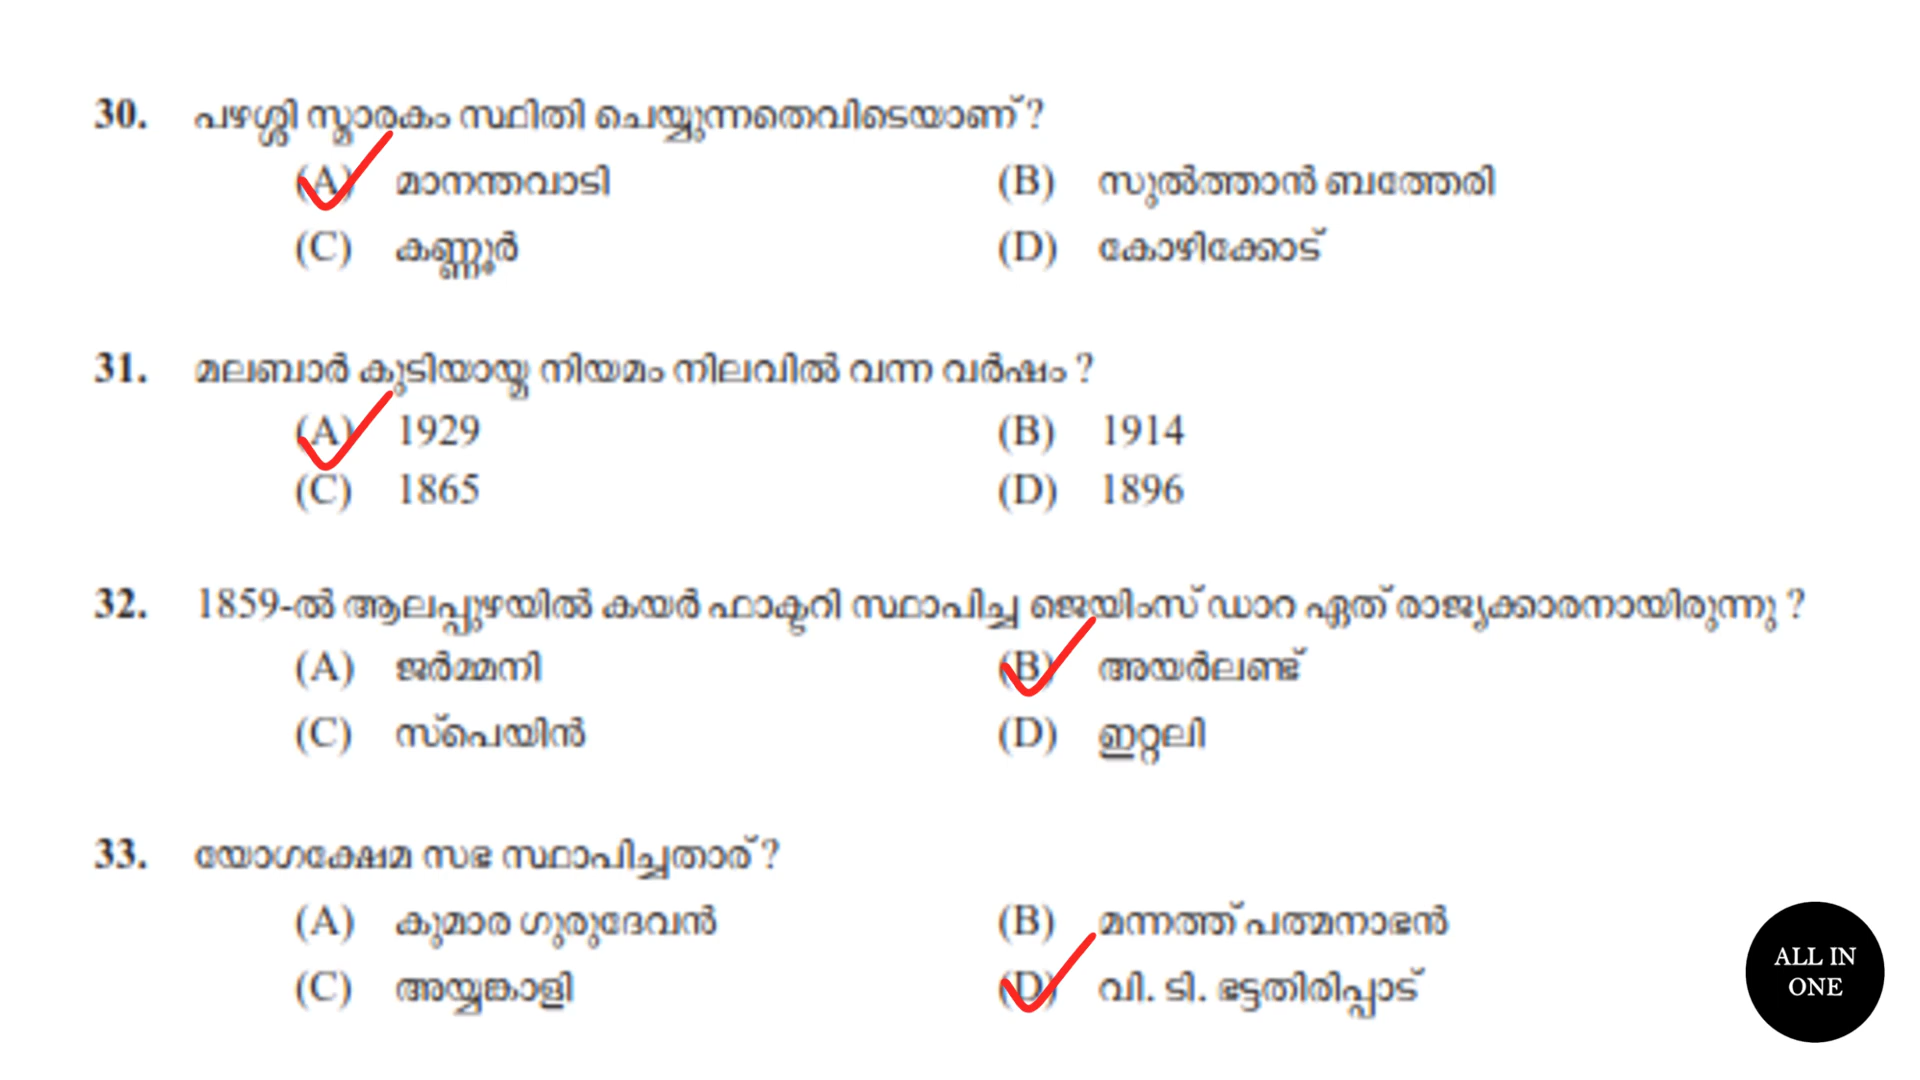 30. പഴശ്ശി സ്മാരകം സ്ഥിതി ചെയ്യുന്നതെവിടെയാണ് ?
(A) മാനന്തവാടി (B) സുൽത്താൻ ബത്തേരി
(C) കണ്ണൂർ (D) കോഴിക്കോട്
31. മലബാർ കുടിയായ്മ നിയമം നിലവിൽ വന്ന വർഷം ?
(A) 1929 (B) 1914
(C) 1865 (D) 1896
32. 1859-ൽ ആലപ്പുഴയിൽ കയർ ഫാക്ടറി സ്ഥാപിച്ച ജെയിംസ് ഡാറ ഏത് രാജ്യക്കാരനായിരുന്നു ?
(A) ജർമ്മനി (B) അയർലണ്ട്
(C) സ്പെയിൻ (D) ഇറ്റലി
33. യോഗക്ഷേമ സഭ സ്ഥാപിച്ചതാര് ?
(A) കുമാര ഗുരുദേവൻ (B) മന്നത്ത് പത്മനാഭൻ
(C) അയ്യങ്കാളി (D) വി. ടി. ഭട്ടതിരിപ്പാട്
ALL IN
ONE